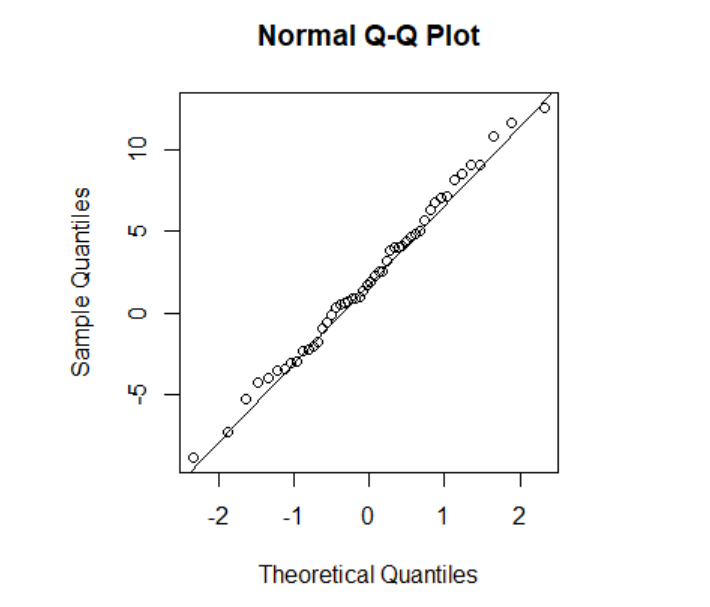 Normal Q-Q Plot
10
5
0
-5
Sample Quantiles
-2 -1 0 1 2
Theoretical Quantiles